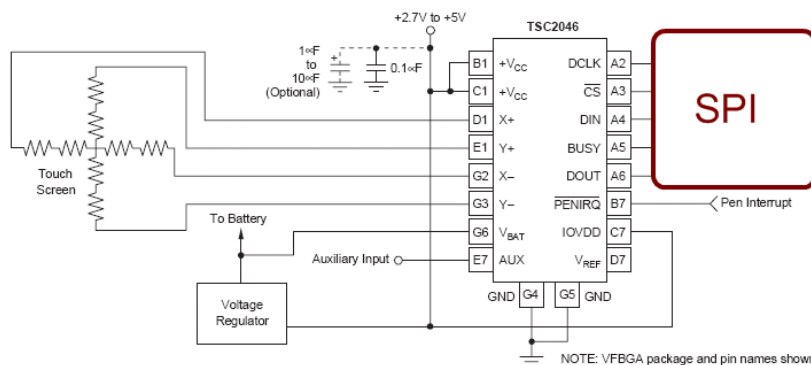 +2.7V to +5V
TSC2046
1∝F
to
10∝F
(Optional)
+
0.1∝F
B1 +VCC DCLK A2
C1 +VCC CS A3
D1 X+ DIN A4
E1 Y+ BUSY A5
G2 X– DOUT A6
G3 Y– PENIRQ B7
G6 VBAT IOVDD C7
E7 AUX VREF D7
SPI
Touch
Screen
To Battery
Auxiliary Input
Pen Interrupt
Voltage
Regulator
GND G4 G5 GND
NOTE: VFBGA package and pin names shown